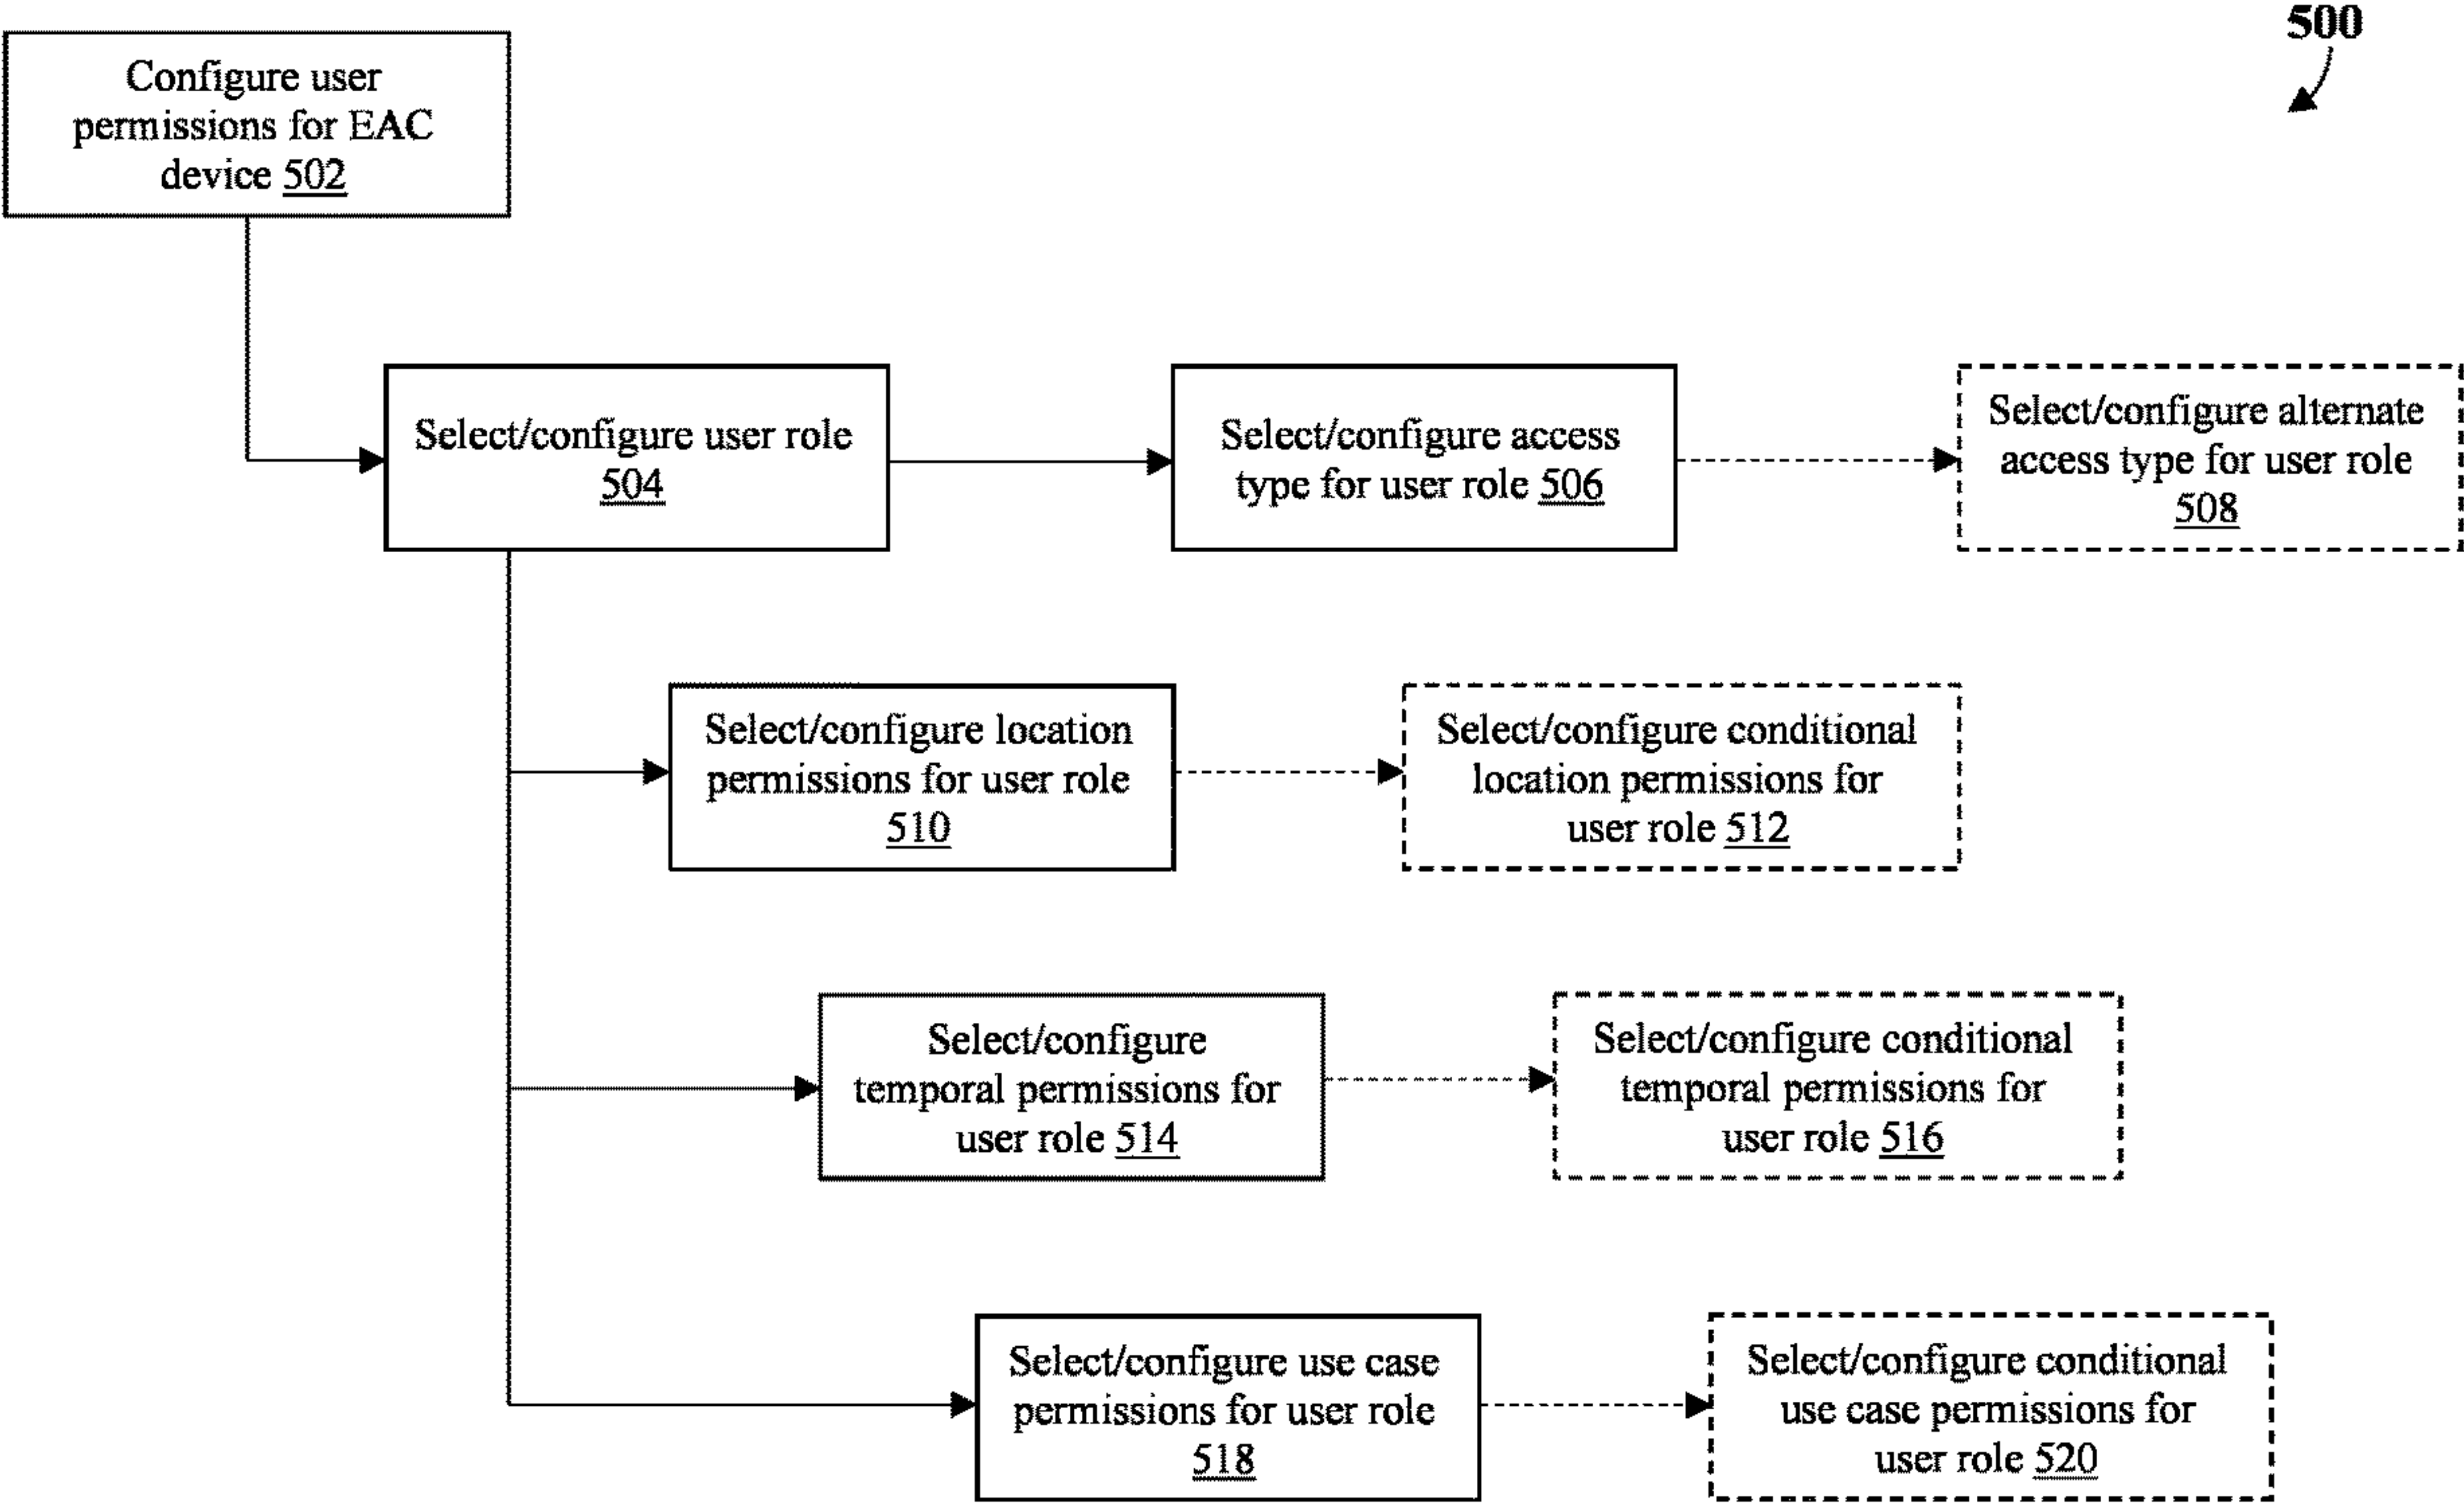 500
Configure user
permissions for EAC
device 502
Select/configure user role
504
Select/configure access
type for user role 506
Select/configure alternate
access type for user role
508
Select/configure location
permissions for user role
510
Select/configure conditional
location permissions for
user role 512
Select/configure
temporal permissions for
user role 514
Select/configure conditional
temporal permissions for
user role 516
Select/configure use case
permissions for user role
518
Select/configure conditional
use case permissions for
user role 520